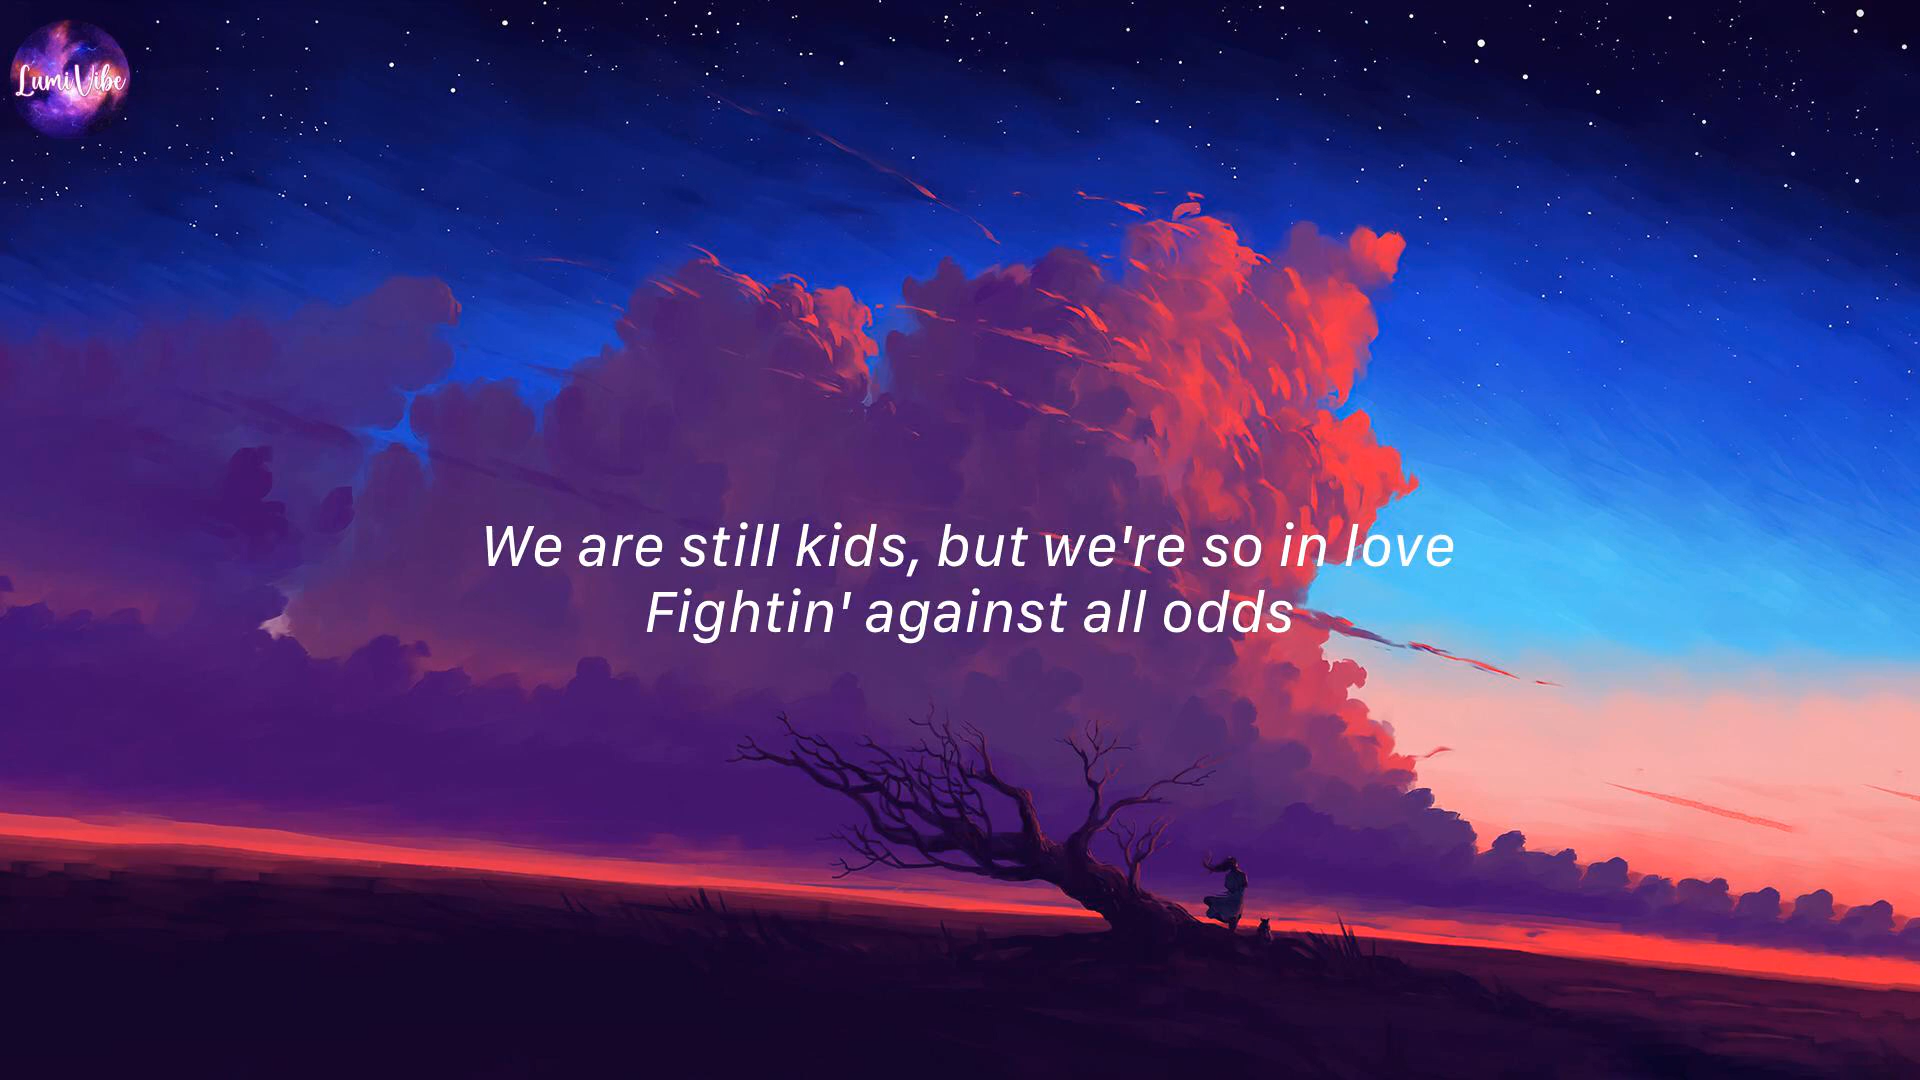 LumiVibe
We are still kids, but we're so in love
Fightin' against all odds